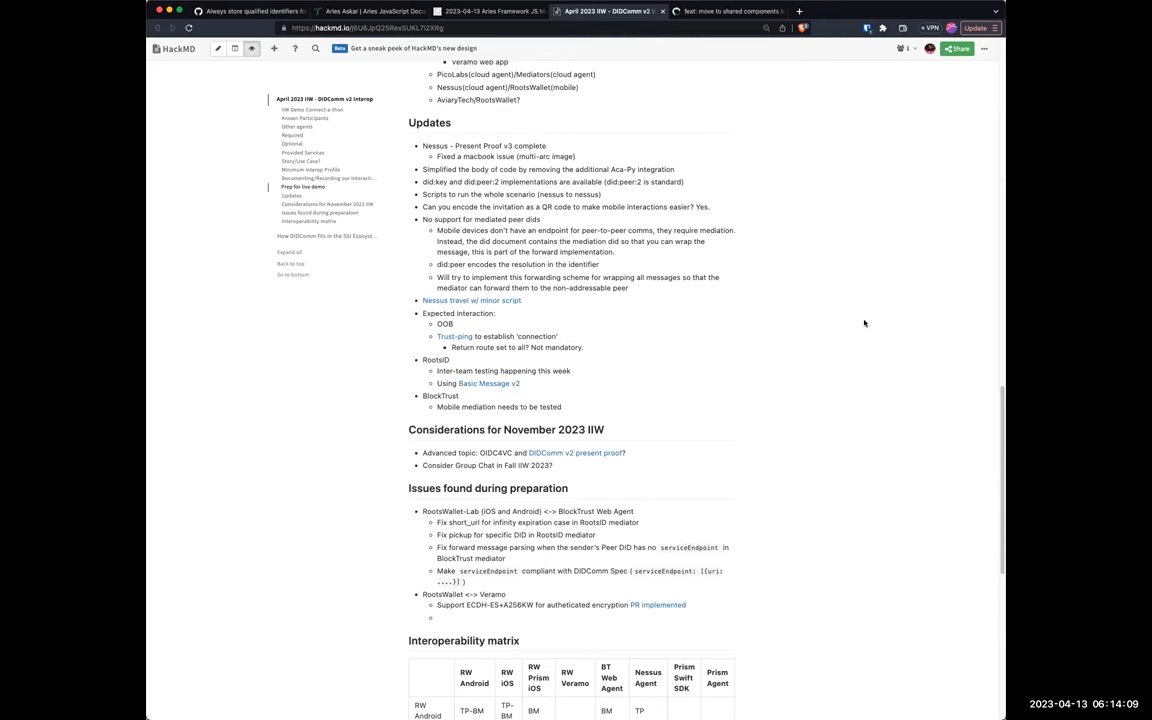 Always store qualified identifiers fo
Aries Askar | Aries JavaScript Docu
2023-04-13 Aries Framework JS M
April 2023 IIW - DIDComm v2 In
feat: move to shared components b
https://hackmd.io/j6U6JpQ2SRexSUKL7l2XRg
VPN
Update
HackMD
Beta Get a sneak peek of HackMD's new design
1
Share
April 2023 IIW - DIDComm v2 Interop
IIW Demo Connect-a-thon
Known Participants
Other agents
Required
Optional
Provided Services
Story/Use Case?
Minimum Interop Profile
Documenting/Recording our Interacti...
Prep for live demo
Updates
Considerations for November 2023 IIW
Issues found during preparation
Interoperability matrix
How DIDComm Fits in the SSI Ecosyst...
Expand all
Back to top
Go to bottom
Veramo web app
PicoLabs(cloud agent)/Mediators(cloud agent)
Nessus(cloud agent)/RootsWallet(mobile)
AviaryTech/RootsWallet?
Updates
Nessus - Present Proof v3 complete
Fixed a macbook issue (multi-arc image)
Simplified the body of code by removing the additional Aca-Py integration
did:key and did:peer:2 implementations are available (did:peer:2 is standard)
Scripts to run the whole scenario (nessus to nessus)
Can you encode the invitation as a QR code to make mobile interactions easier? Yes.
No support for mediated peer dids
Mobile devices don't have an endpoint for peer-to-peer comms, they require mediation.
Instead, the did document contains the mediation did so that you can wrap the
message, this is part of the forward implementation.
did:peer encodes the resolution in the identifier
Will try to implement this forwarding scheme for wrapping all messages so that the
mediator can forward them to the non-addressable peer
Nessus travel w/ minor script
Expected interaction:
OOB
Trust-ping to establish 'connection'
Return route set to all? Not mandatory.
RootsID
Inter-team testing happening this week
Using Basic Message v2
BlockTrust
Mobile mediation needs to be tested
Considerations for November 2023 IIW
Advanced topic: OIDC4VC and DIDComm v2 present proof?
Consider Group Chat in Fall IIW 2023?
Issues found during preparation
RootsWallet-Lab (iOS and Android) <-> BlockTrust Web Agent
Fix short_url for infinity expiration case in RootsID mediator
Fix pickup for specific DID in RootsID mediator
Fix forward message parsing when the sender's Peer DID has no serviceEndpoint in
BlockTrust mediator
Make serviceEndpoint compliant with DIDComm Spec ( serviceEndpoint: [{uri:
....}] )
RootsWallet <-> Veramo
Support ECDH-ES+A256KW for autheticated encryption PR implemented
Interoperability matrix
RW Android
RW iOS
RW Prism iOS
RW Veramo
BT Web Agent
Nessus Agent
Prism Swift SDK
Prism Agent
RW Android
TP-BM
TP-BM
BM
BM
TP
2023-04-13 06:14:09